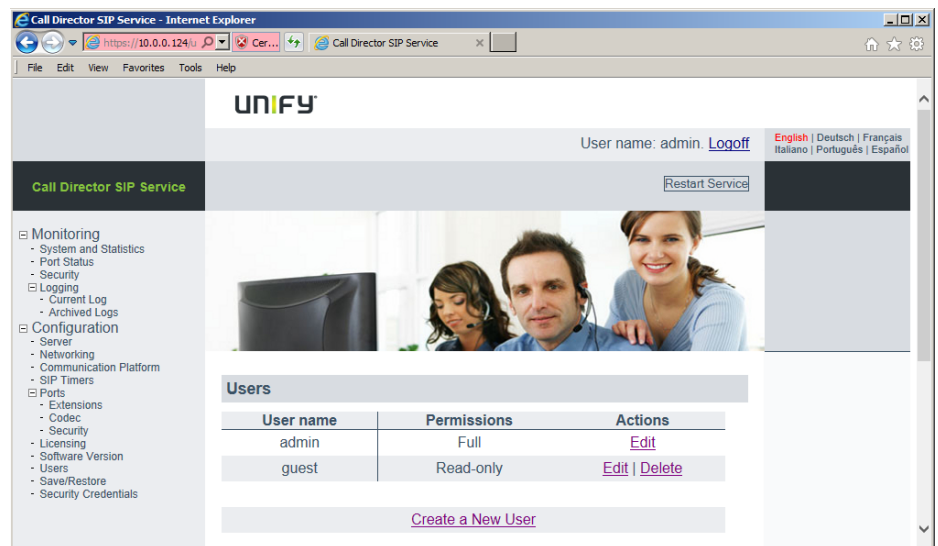 Call Director SIP Service - Internet Explorer
https://10.0.0.124/u Cer... Call Director SIP Service
File Edit View Favorites Tools Help
UNIFY
User name: admin. Logoff
English | Deutsch | Français
Italiano | Português | Español
Call Director SIP Service
Restart Service
Monitoring
- System and Statistics
- Port Status
- Security
Logging
- Current Log
- Archived Logs
Configuration
- Server
- Networking
- Communication Platform
- SIP Timers
Ports
- Extensions
- Codec
- Security
- Licensing
- Software Version
- Users
- Save/Restore
- Security Credentials
Users
User name Permissions Actions
admin Full Edit
guest Read-only Edit | Delete
Create a New User